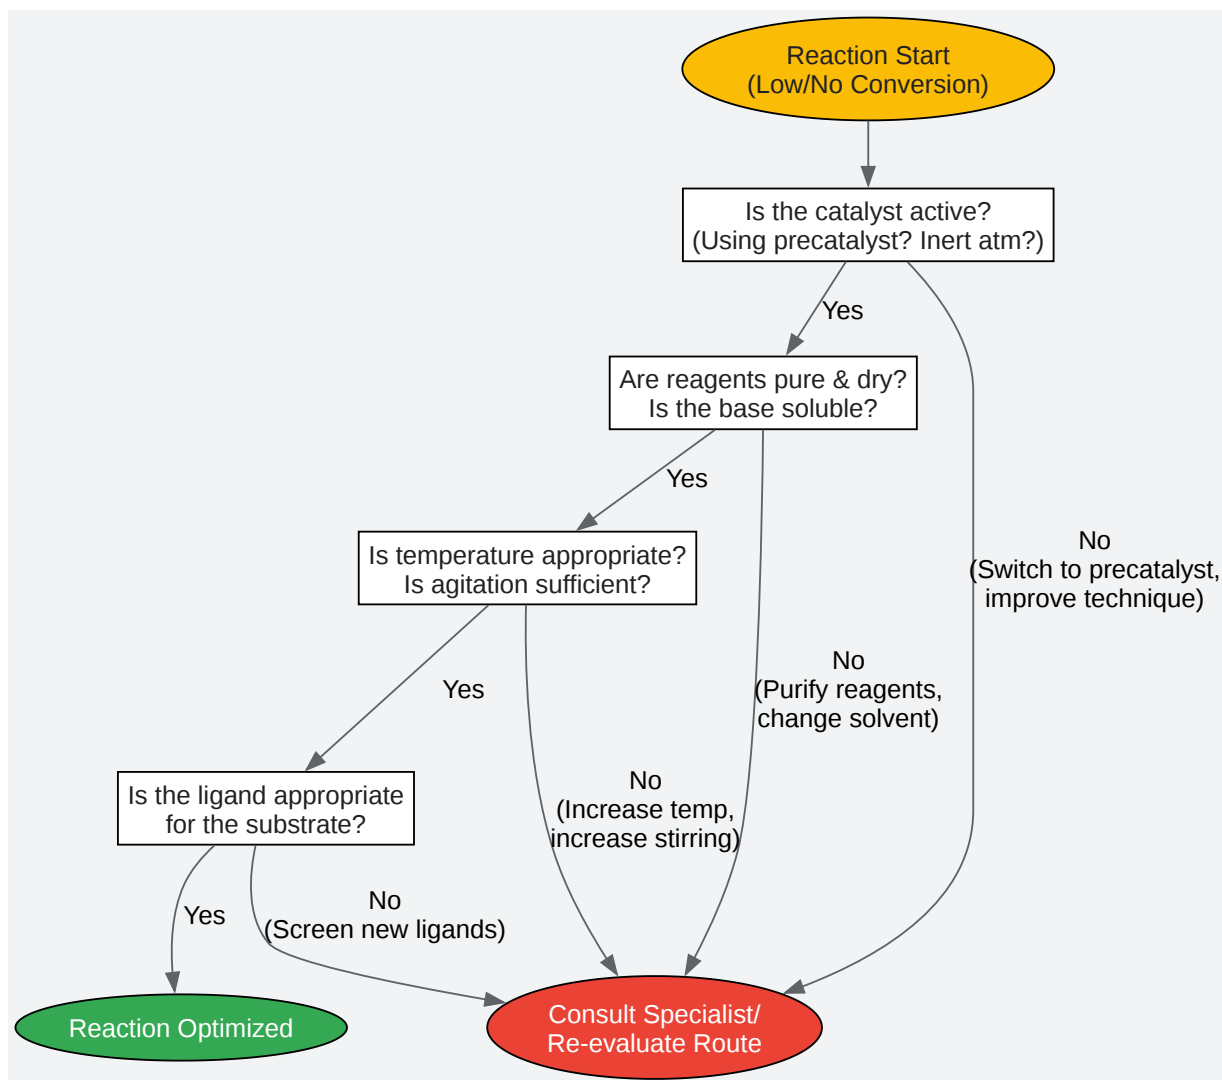 Reaction Start
(Low/No Conversion)
Is the catalyst active?
(Using precatalyst? Inert atm?)
Yes
Are reagents pure & dry?
Is the base soluble?
Yes
No
(Switch to precatalyst,
improve technique)
Is temperature appropriate?
Is agitation sufficient?
Yes
No
(Purify reagents,
change solvent)
No
(Increase temp,
increase stirring)
Is the ligand appropriate
for the substrate?
Yes
No
(Screen new ligands)
Reaction Optimized
Consult Specialist/
Re-evaluate Route